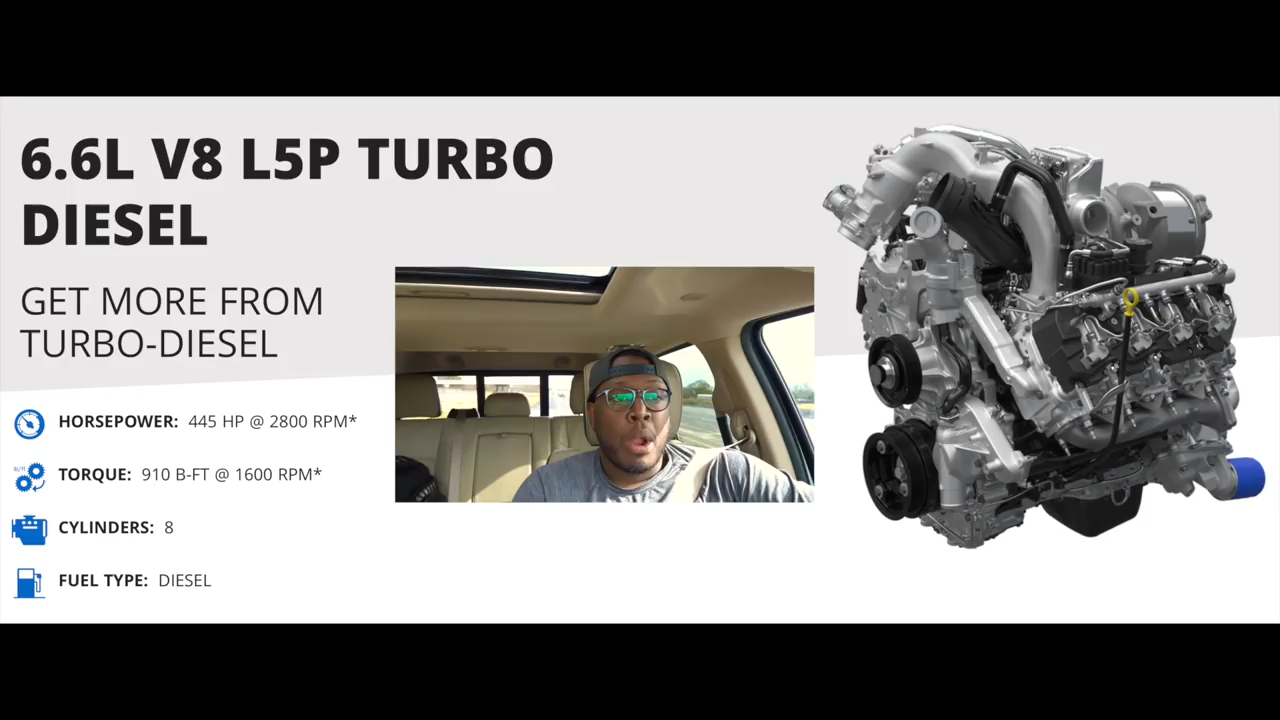 6.6L V8 L5P TURBO
DIESEL
GET MORE FROM
TURBO-DIESEL
HORSEPOWER: 445 HP @ 2800 RPM*
TORQUE: 910 B-FT @ 1600 RPM*
CYLINDERS: 8
FUEL TYPE: DIESEL